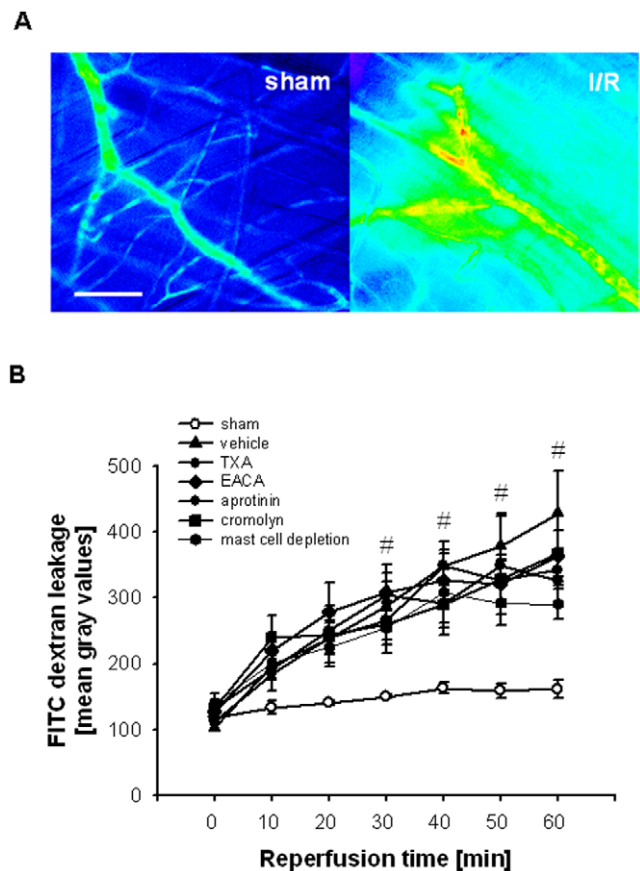 A
sham
I/R
B
sham
vehicle
TXA
EACA
aprotinin
cromolyn
mast cell depletion
FITC dextran leakage
[mean gray values]
500
400
300
200
100
0
# # # #
0 10 20 30 40 50 60
Reperfusion time [min]